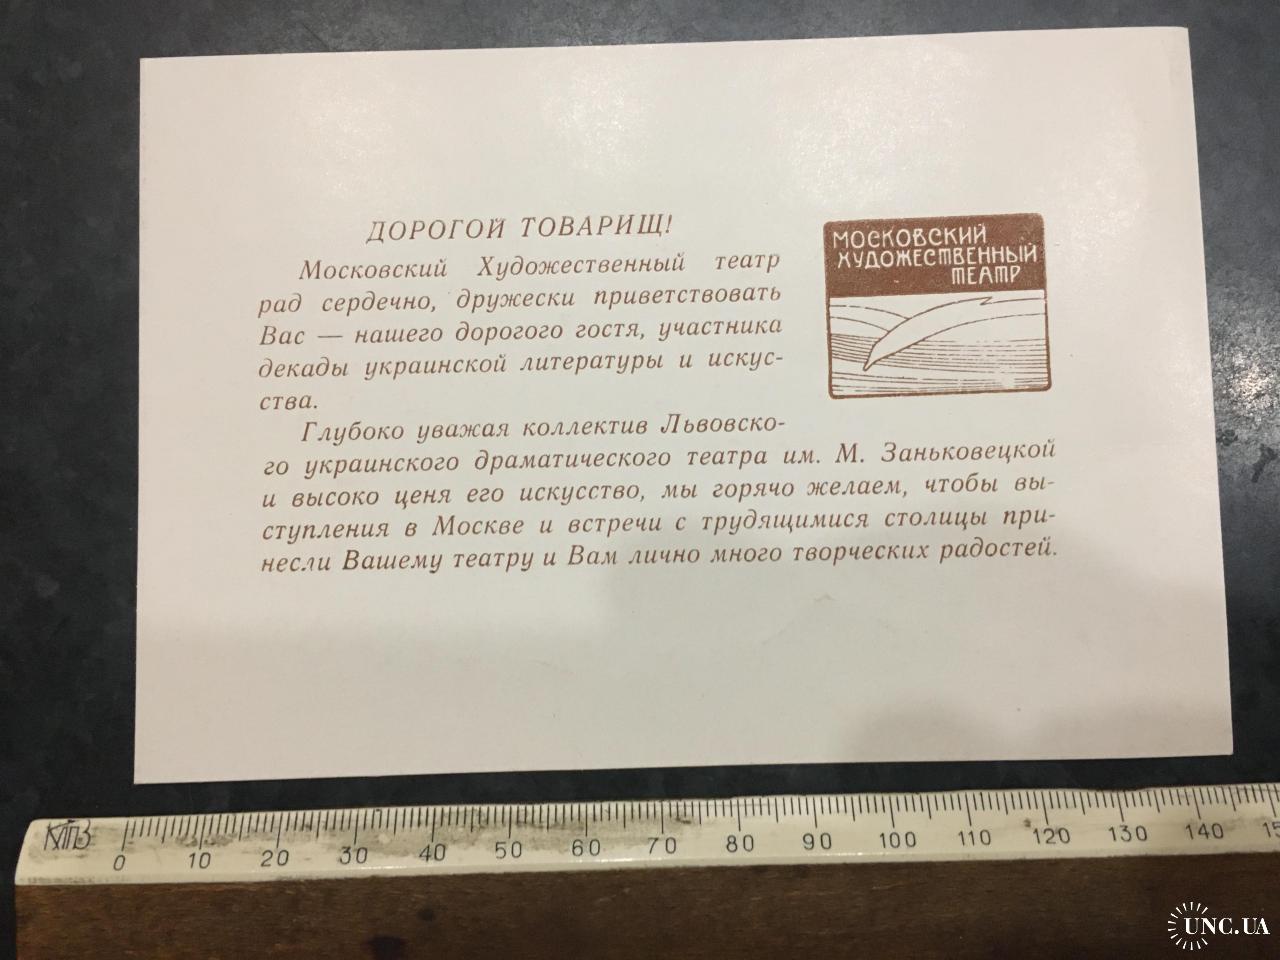 ДОРОГОЙ ТОВАРИЩ!
Московский Художественный театр
рад сердечно, дружески приветствовать
Вас — нашего дорогого гостя, участника
декады украинской литературы и искус-
ства.
Глубоко уважая коллектив Львовско-
го украинского драматического театра им. М. Заньковецкой
и высоко ценя его искусство, мы горячо желаем, чтобы вы-
ступления в Москве и встречи с трудящимися столицы при-
несли Вашему театру и Вам лично много творческих радостей.
МОСКОВСКИЙ
ХУДОЖЕСТВЕННЫЙ
ТЕАТР
0 10 20 30 40 50 60 70 80 90 100 110 120 130 140 15
UNC.UA